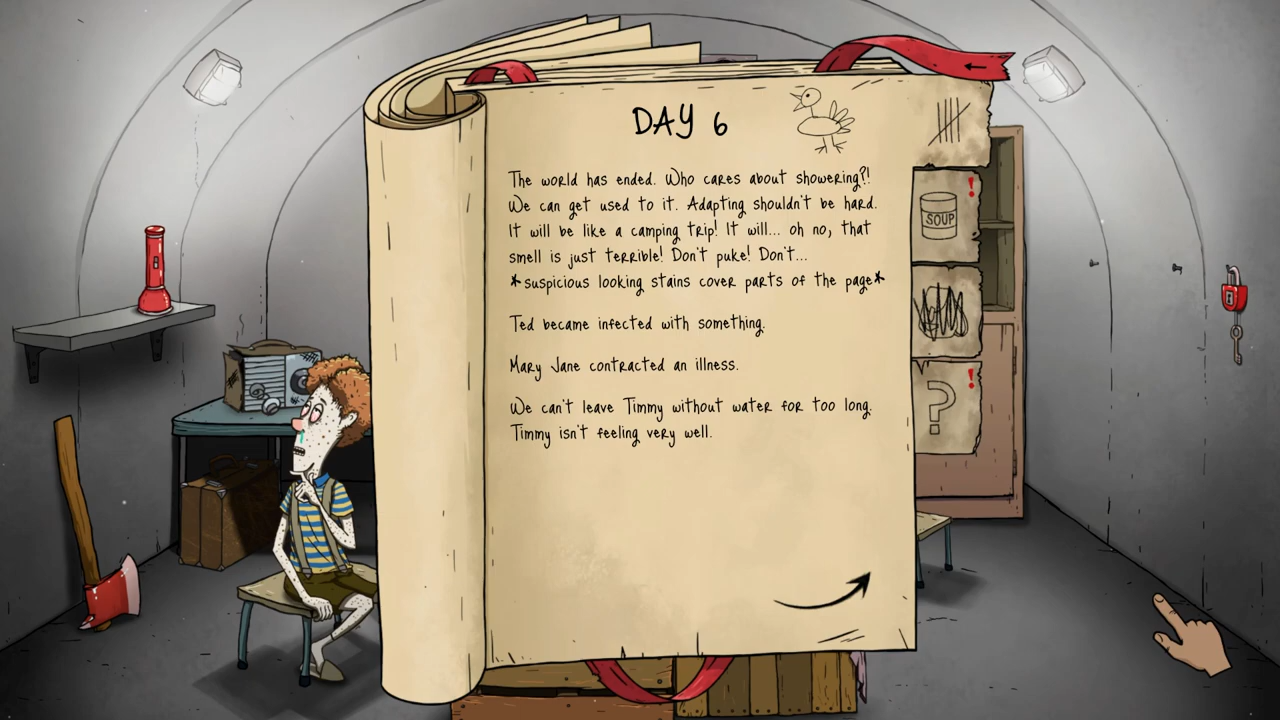 DAY 6
The world has ended. Who cares about showering?!
We can get used to it. Adapting shouldn't be hard.
It will be like a camping trip! It will... oh no, that
smell is just terrible! Don't puke! Don't...
*suspicious looking stains cover parts of the page*
Ted became infected with something.
Mary Jane contracted an illness.
We can't leave Timmy without water for too long.
Timmy isn't feeling very well.
!
SOUP
!
?